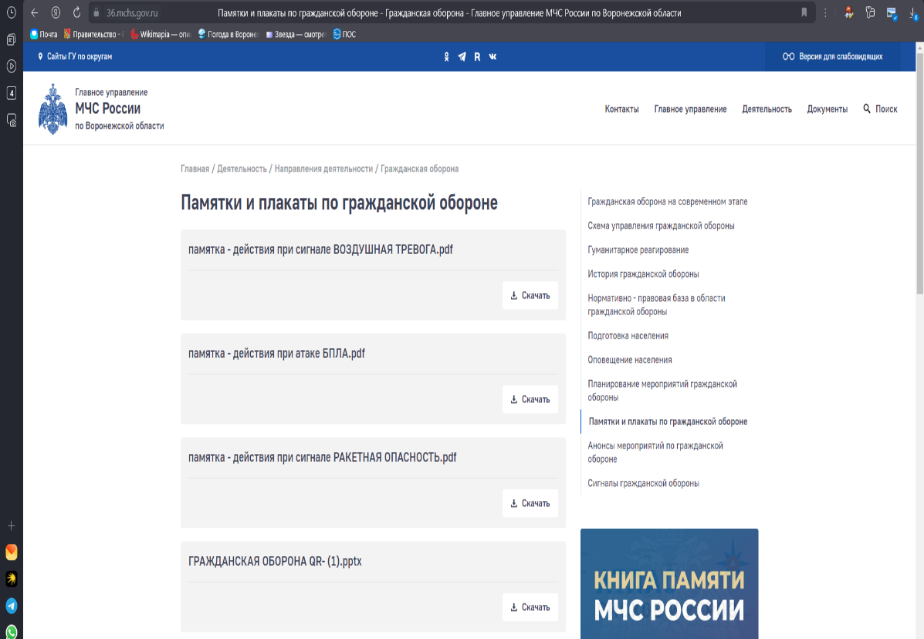 36.mchs.gov.ru
Памятки и плакаты по гражданской обороне - Гражданская оборона - Главное управление МЧС России по Воронежской области
Почта
Правительство -
Wikimapia — опи
Погода в Вороне
Звезда — смотре
ПОС
4
Сайты ГУ по округам
Версия для слабовидящих
Главное управление
МЧС России
по Воронежской области
Контакты Главное управление Деятельность Документы Поиск
Главная / Деятельность / Направления деятельности / Гражданская оборона
Памятки и плакаты по гражданской обороне
памятка - действия при сигнале ВОЗДУШНАЯ ТРЕВОГА.pdf
Скачать
памятка - действия при атаке БПЛА.pdf
Скачать
памятка - действия при сигнале РАКЕТНАЯ ОПАСНОСТЬ.pdf
Скачать
ГРАЖДАНСКАЯ ОБОРОНА QR- (1).pptx
Скачать
Гражданская оборона на современном этапе
Схема управления гражданской обороны
Гуманитарное реагирование
История гражданской обороны
Нормативно - правовая база в области
гражданской обороны
Подготовка населения
Оповещение населения
Планирование мероприятий гражданской
обороны
Памятки и плакаты по гражданской обороне
Анонсы мероприятий по гражданской
обороне
Сигналы гражданской обороны
КНИГА ПАМЯТИ
МЧС РОССИИ